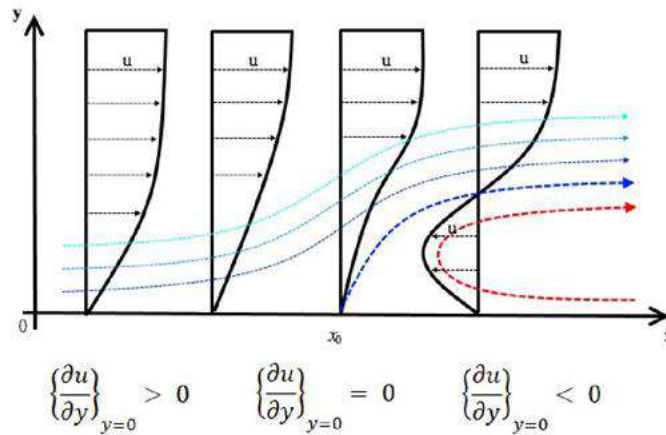 y
u u u u
u
0 x₀ x
{∂u/∂y}y=0 > 0 {∂u/∂y}y=0 = 0 {∂u/∂y}y=0 < 0